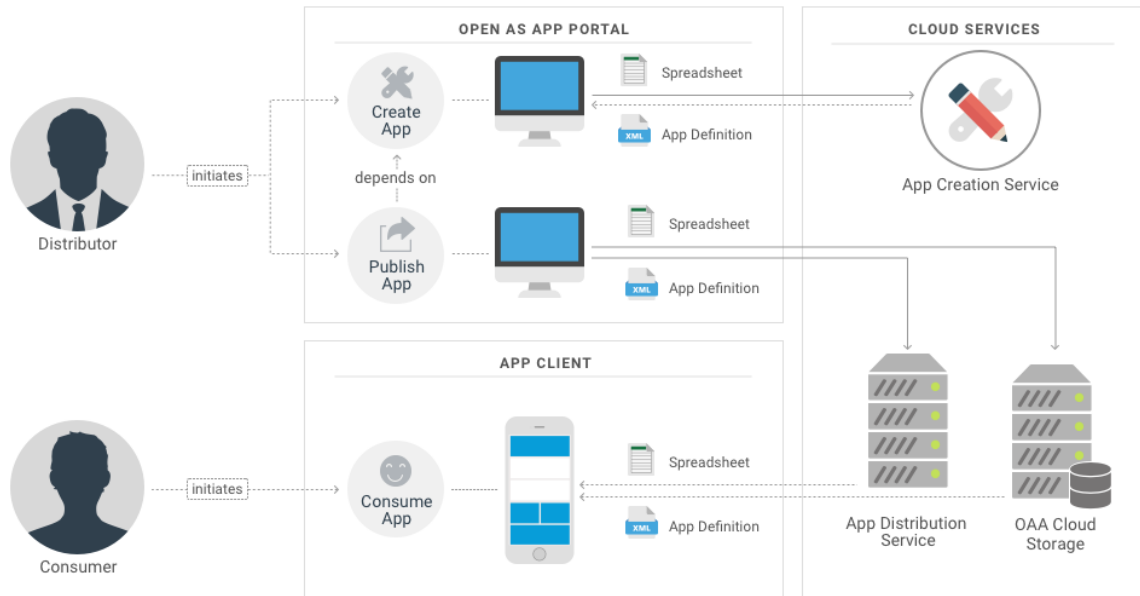 OPEN AS APP PORTAL
CLOUD SERVICES
Create
App
Spreadsheet
XML
App Definition
App Creation Service
initiates
depends on
Distributor
Publish
App
Spreadsheet
XML
App Definition
APP CLIENT
Consume
App
Spreadsheet
XML
App Definition
initiates
Consumer
App Distribution
Service
OAA Cloud
Storage